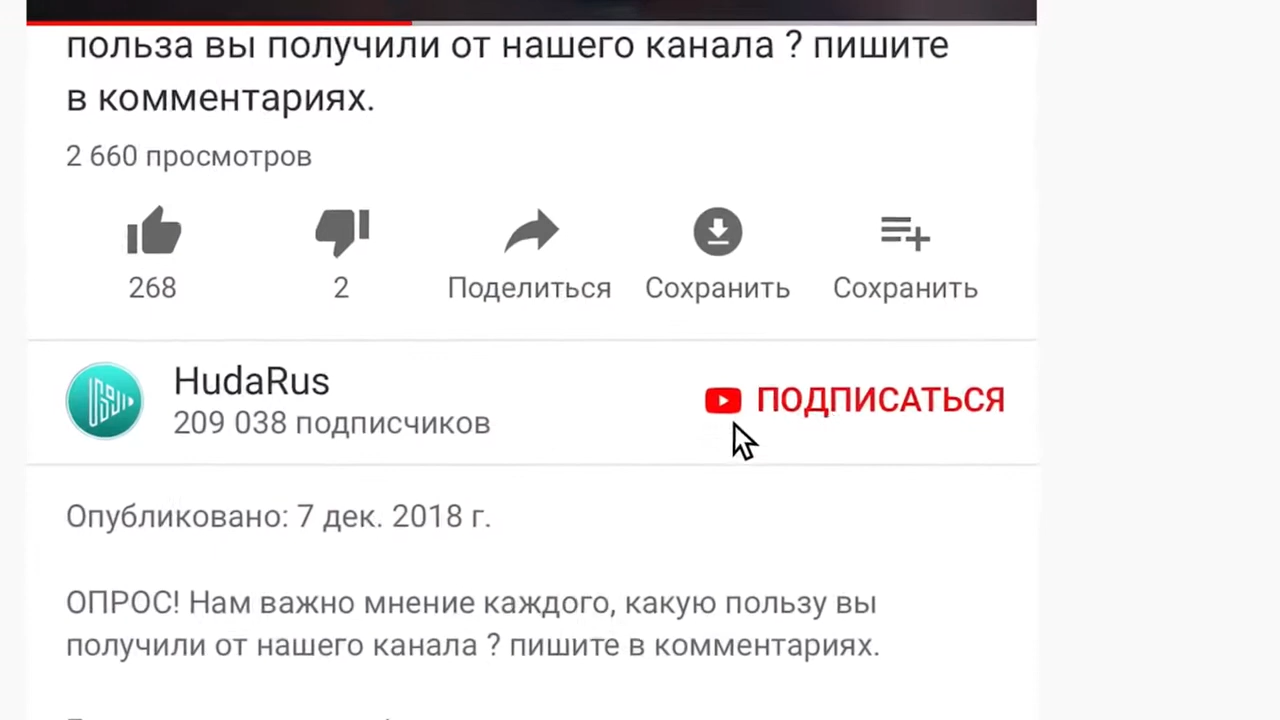 польза вы получили от нашего канала ? пишите
в комментариях.
2 660 просмотров
268
2
Поделиться
Сохранить
Сохранить
HudaRus
209 038 подписчиков
ПОДПИСАТЬСЯ
Опубликовано: 7 дек. 2018 г.
ОПРОС! Нам важно мнение каждого, какую пользу вы
получили от нашего канала ? пишите в комментариях.